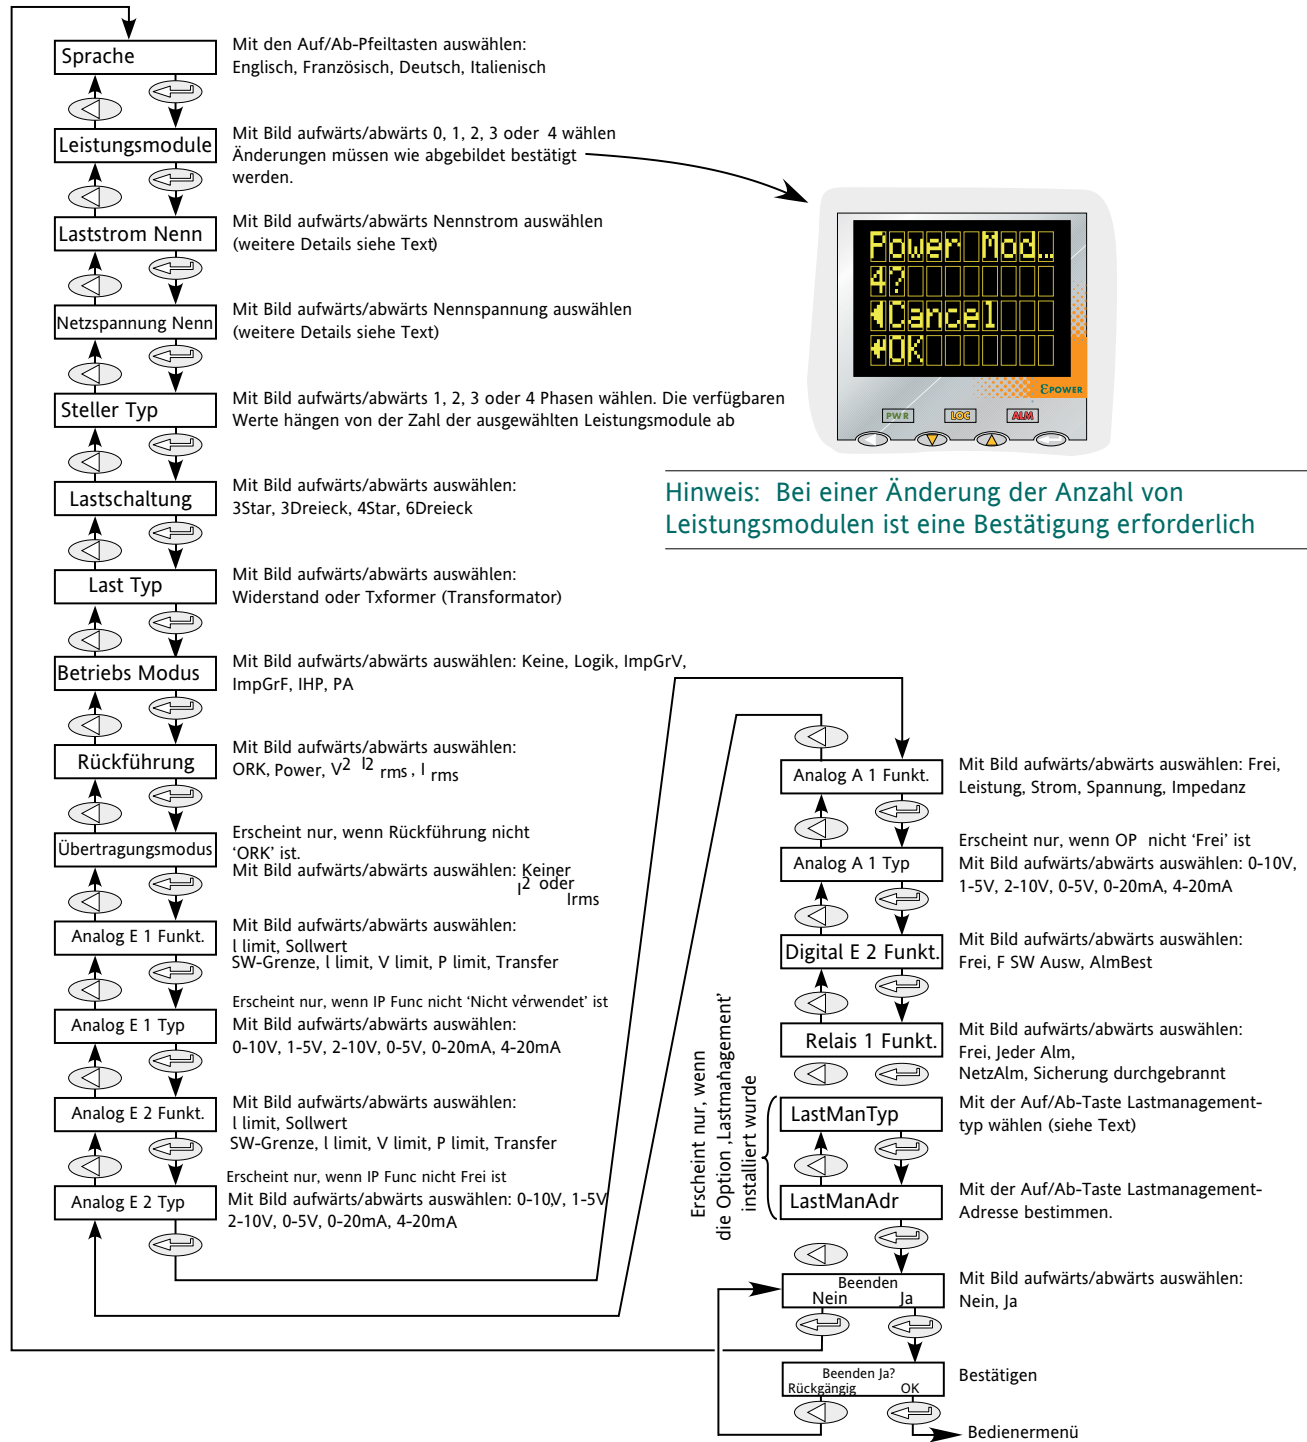 Sprache
Mit den Auf/Ab-Pfeiltasten auswählen:
Englisch, Französisch, Deutsch, Italienisch
Leistungsmodule
Mit Bild aufwärts/abwärts 0, 1, 2, 3 oder 4 wählen
Änderungen müssen wie abgebildet bestätigt
werden.
Laststrom Nenn
Mit Bild aufwärts/abwärts Nennstrom auswählen
(weitere Details siehe Text)
Netzspannung Nenn
Mit Bild aufwärts/abwärts Nennspannung auswählen
(weitere Details siehe Text)
Steller Typ
Mit Bild aufwärts/abwärts 1, 2, 3 oder 4 Phasen wählen. Die verfügbaren
Werte hängen von der Zahl der ausgewählten Leistungsmodule ab
Lastschaltung
Mit Bild aufwärts/abwärts auswählen:
3Star, 3Dreieck, 4Star, 6Dreieck
Last Typ
Mit Bild aufwärts/abwärts auswählen:
Widerstand oder Txformer (Transformator)
Betriebs Modus
Mit Bild aufwärts/abwärts auswählen: Keine, Logik, ImpGrV,
ImpGrF, IHP, PA
Rückführung
Mit Bild aufwärts/abwärts auswählen:
ORK, Power, V2 I2 rms, I rms
Übertragungsmodus
Erscheint nur, wenn Rückführung nicht
‘ORK’ ist.
Mit Bild aufwärts/abwärts auswählen: Keiner
I2 oder
Irms
Analog E 1 Funkt.
Mit Bild aufwärts/abwärts auswählen:
l limit, Sollwert
SW-Grenze, l limit, V limit, P limit, Transfer
Erscheint nur, wenn IP Func nicht ‘Nicht verwendet’ ist
Analog E 1 Typ
Mit Bild aufwärts/abwärts auswählen:
0-10V, 1-5V, 2-10V, 0-5V, 0-20mA, 4-20mA
Analog E 2 Funkt.
Mit Bild aufwärts/abwärts auswählen:
l limit, Sollwert
SW-Grenze, l limit, V limit, P limit, Transfer
Erscheint nur, wenn IP Func nicht Frei ist
Analog E 2 Typ
Mit Bild aufwärts/abwärts auswählen: 0-10V, 1-5V
2-10V, 0-5V, 0-20mA, 4-20mA
Power Mod...
4?
Cancel
OK
εPOWER
PWR LOC ALM
Hinweis: Bei einer Änderung der Anzahl von
Leistungsmodulen ist eine Bestätigung erforderlich
Analog A 1 Funkt.
Mit Bild aufwärts/abwärts auswählen: Frei,
Leistung, Strom, Spannung, Impedanz
Erscheint nur, wenn OP nicht ‘Frei’ ist
Analog A 1 Typ
Mit Bild aufwärts/abwärts auswählen: 0-10V,
1-5V, 2-10V, 0-5V, 0-20mA, 4-20mA
Digital E 2 Funkt.
Mit Bild aufwärts/abwärts auswählen:
Frei, F SW Ausw, AlmBest
Relais 1 Funkt.
Mit Bild aufwärts/abwärts auswählen:
Frei, Jeder Alm,
NetzAlm, Sicherung durchgebrannt
Erscheint nur, wenn
die Option ‚Lastmanagement’
installiert wurde
LastManTyp
Mit der Auf/Ab-Taste Lastmanagement-
typ wählen (siehe Text)
LastManAdr
Mit der Auf/Ab-Taste Lastmanagement-
Adresse bestimmen.
Beenden
Nein Ja
Mit Bild aufwärts/abwärts auswählen:
Nein, Ja
Beenden Ja?
Rückgängig OK
Bestätigen
Bedienermenü